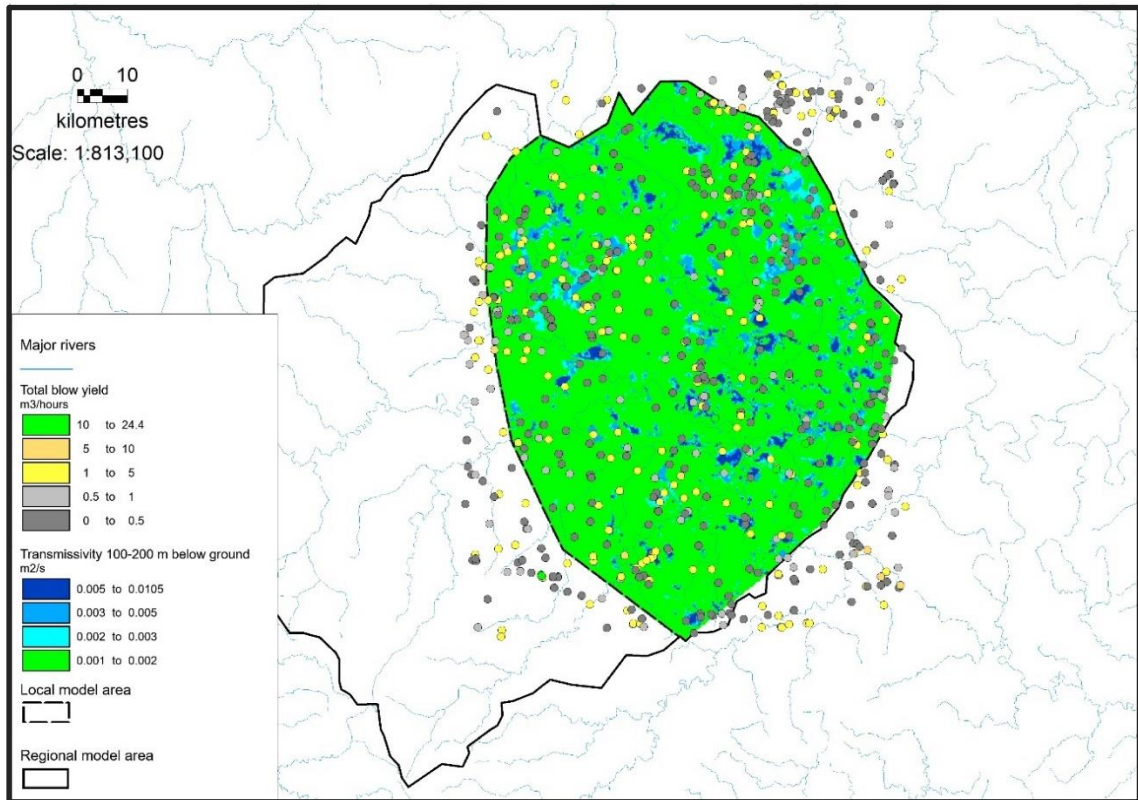 0 10
kilometres
Scale: 1:813,100
Major rivers
Total blow yield
m3/hours
10 to 24.4
5 to 10
1 to 5
0.5 to 1
0 to 0.5
Transmissivity 100-200 m below ground
m2/s
0.005 to 0.0105
0.003 to 0.005
0.002 to 0.003
0.001 to 0.002
Local model area
Regional model area